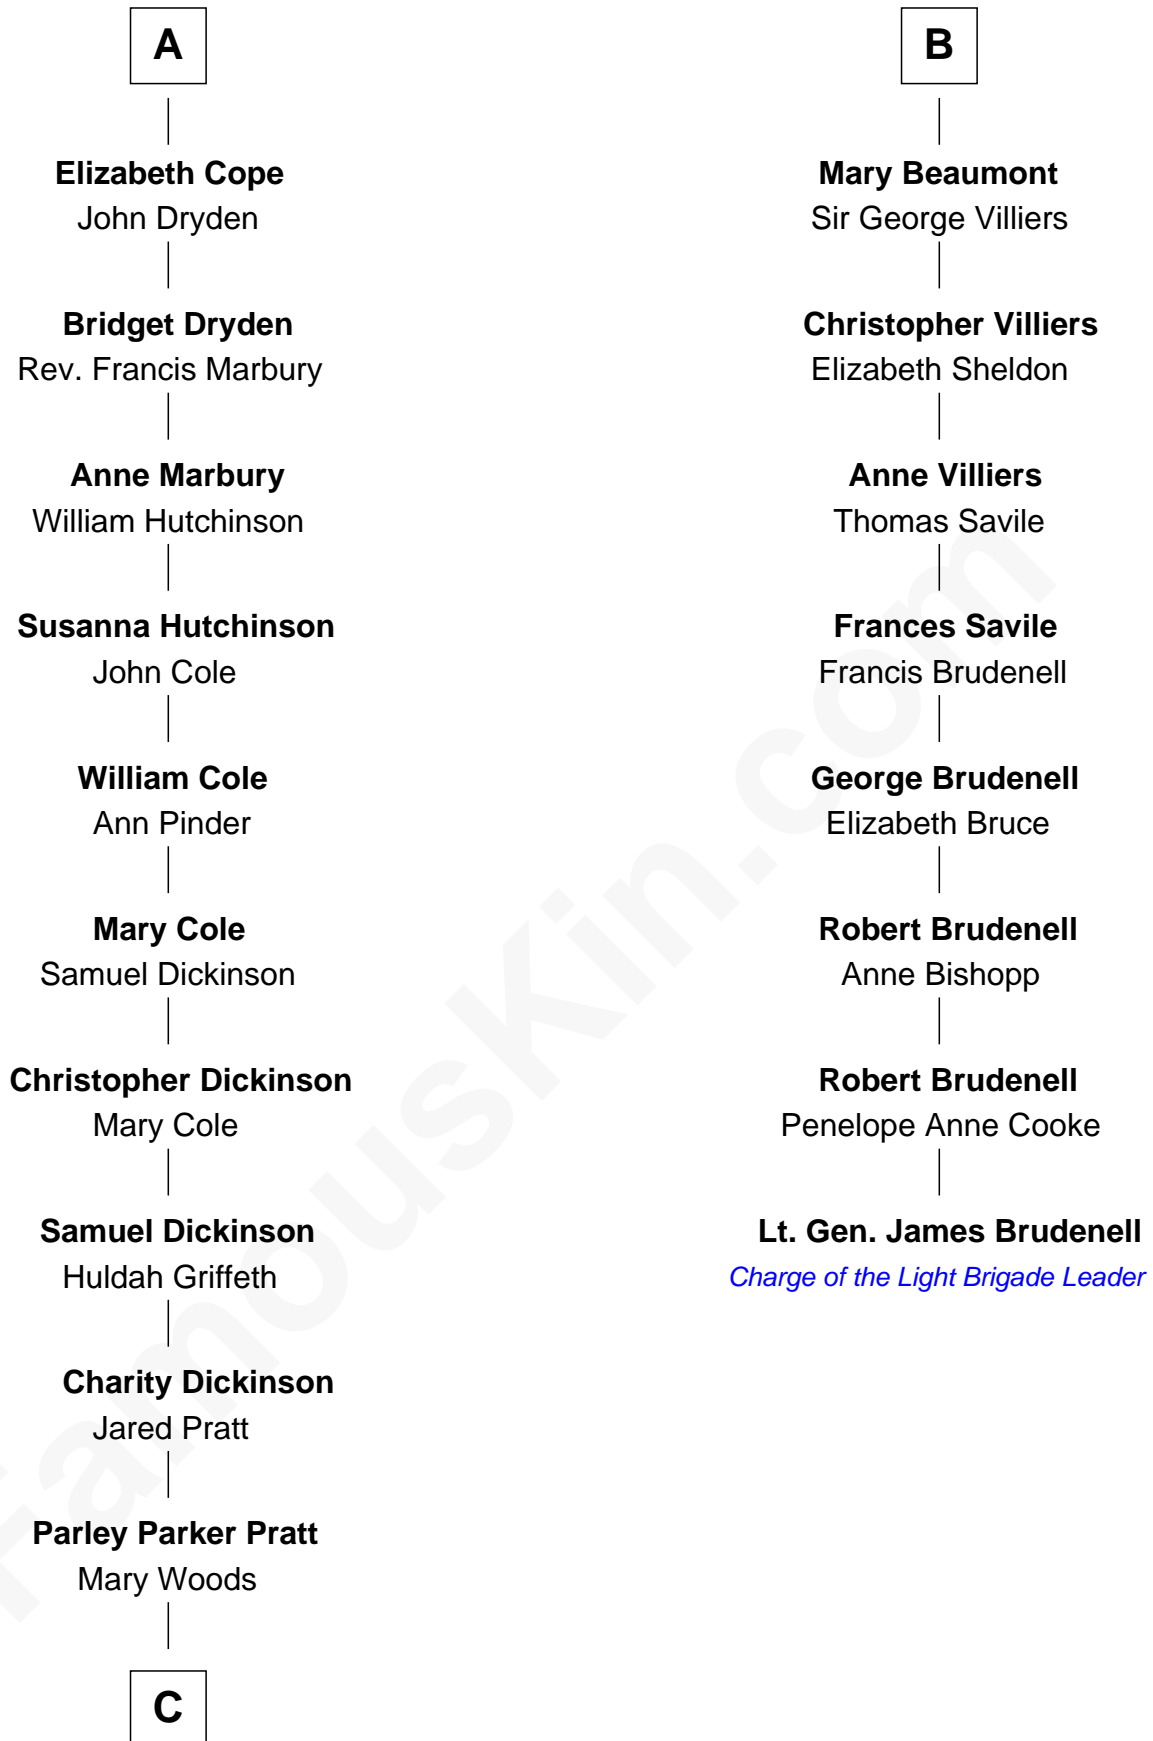 A
Elizabeth Cope
John Dryden
Bridget Dryden
Rev. Francis Marbury
Anne Marbury
William Hutchinson
Susanna Hutchinson
John Cole
William Cole
Ann Pinder
Mary Cole
Samuel Dickinson
Christopher Dickinson
Mary Cole
Samuel Dickinson
Huldah Griffeth
Charity Dickinson
Jared Pratt
Parley Parker Pratt
Mary Woods
C
B
Mary Beaumont
Sir George Villiers
Christopher Villiers
Elizabeth Sheldon
Anne Villiers
Thomas Savile
Frances Savile
Francis Brudenell
George Brudenell
Elizabeth Bruce
Robert Brudenell
Anne Bishopp
Robert Brudenell
Penelope Anne Cooke
Lt. Gen. James Brudenell
Charge of the Light Brigade Leader
FamousKin.com